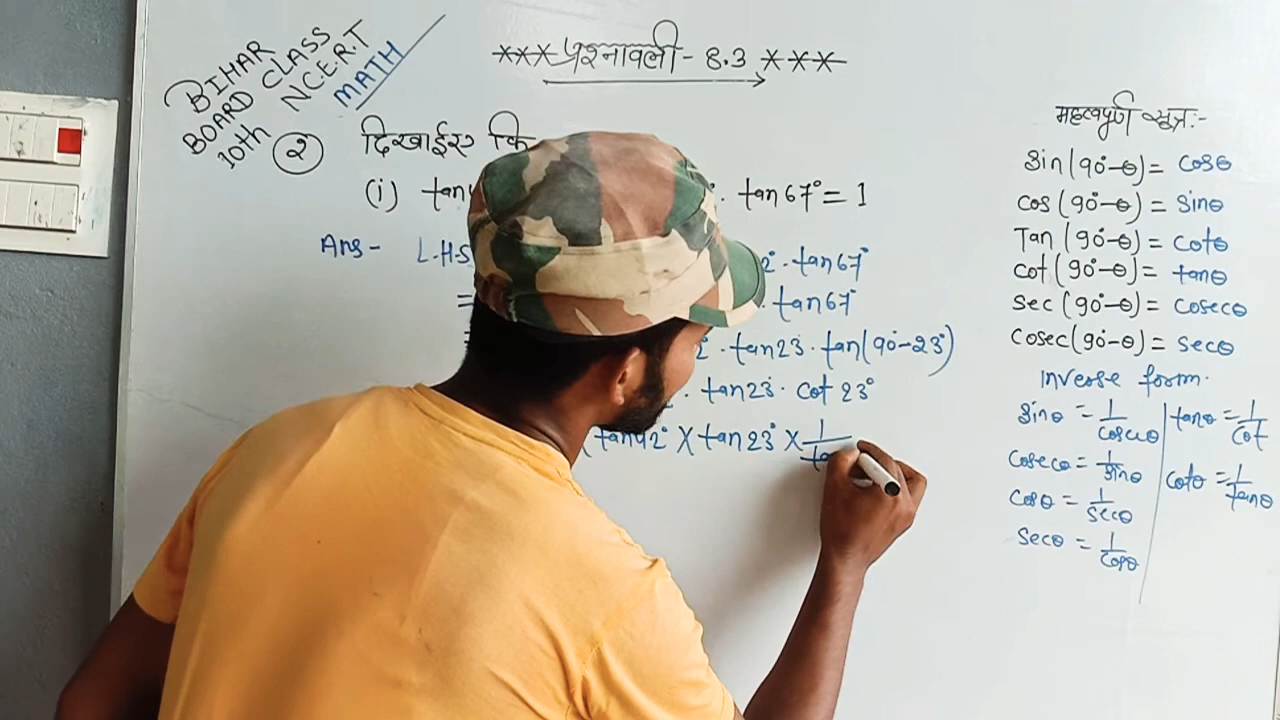 BIHAR
BOARD CLASS
10th N.C.E.R.T
MATH
*** प्रश्नावली - 8.3 ***
२ दिखाईए कि
(i) tan . tan 67° = 1
Ans - L.H.S 2° . tan 67°
= . tan 67°
2° . tan 23° . tan (90° - 23°)
. tan 23° . cot 23°
tan 42° × tan 23° × 1/
महत्वपूर्ण सूत्र :-
Sin (90° - θ) = Cosθ
Cos (90° - θ) = Sinθ
Tan (90° - θ) = Cotθ
Cot (90° - θ) = tanθ
Sec (90° - θ) = Cosecθ
Cosec (90° - θ) = Secθ
Inverse form.
Sinθ = 1/Cosecθ
Cosecθ = 1/Sinθ
Cosθ = 1/Secθ
Secθ = 1/Cosθ
tanθ = 1/Cot
Cotθ = 1/tanθ